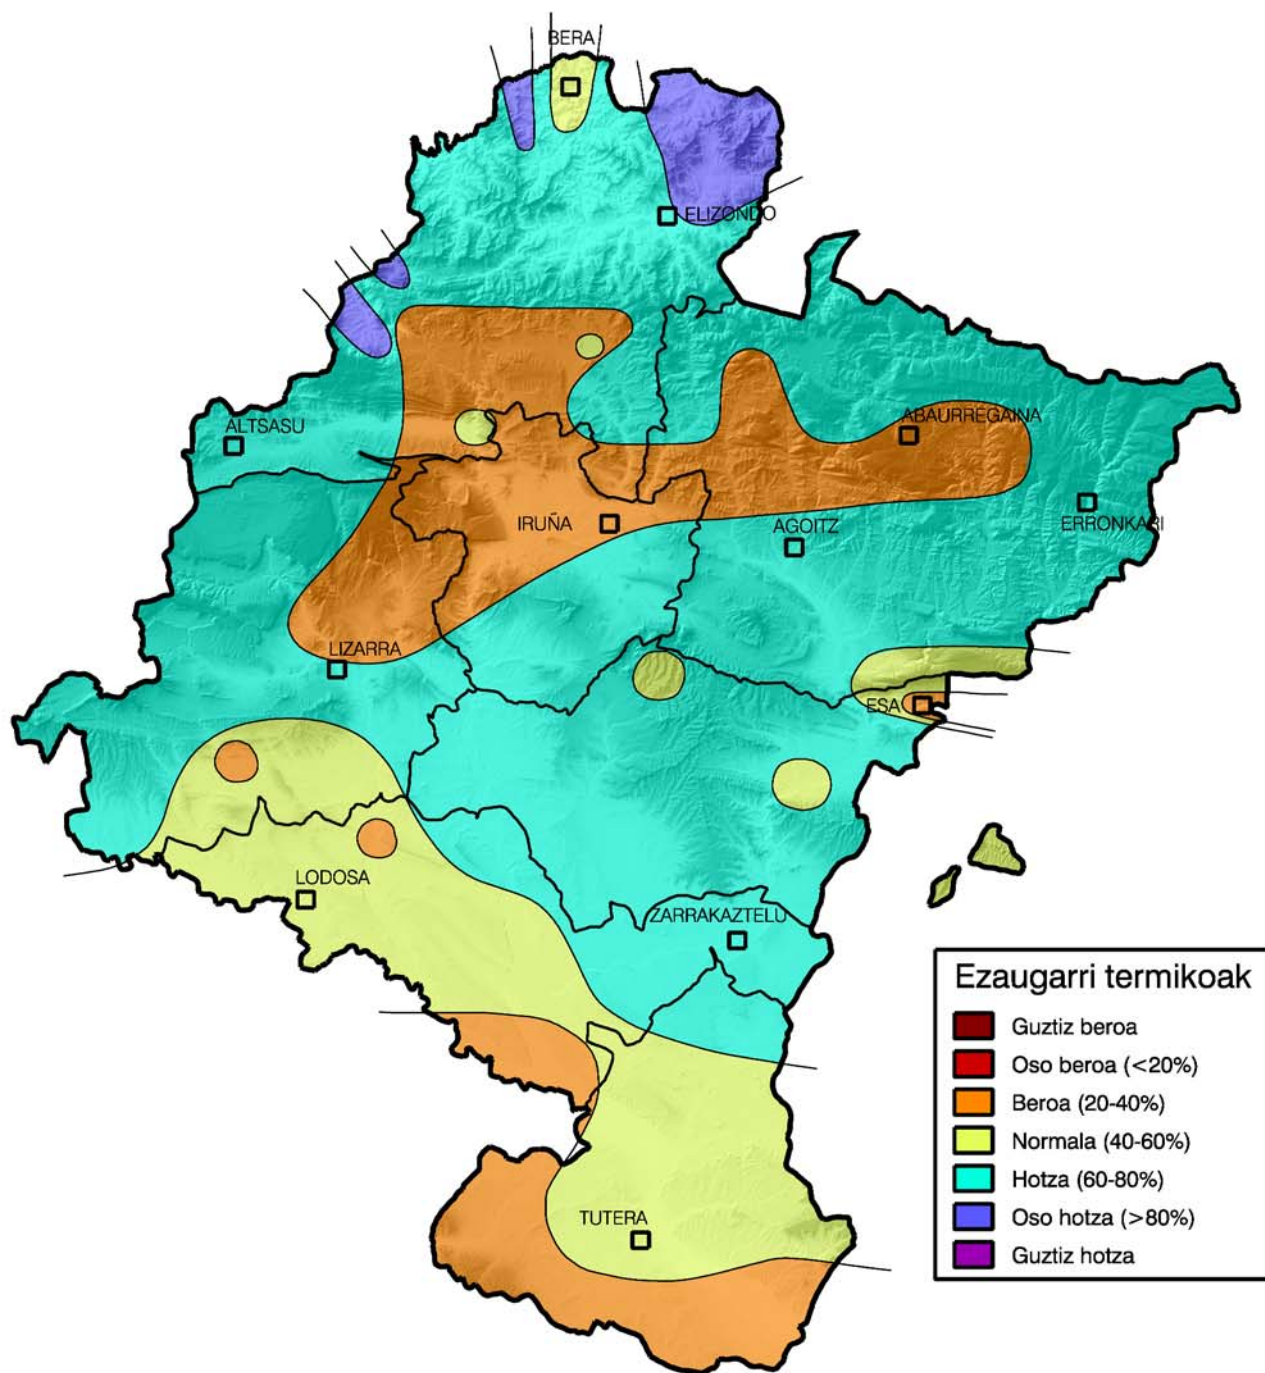 BERA
ELIZONDO
ALTSASU
ABAURREGAINA
IRUÑA
AGOITZ
ERRONKARI
LIZARRA
ESA
LODOSA
ZARRAKAZTELU
TUTERA
Ezaugarri termikoak
Guztiz beroa
Oso beroa (<20%)
Beroa (20-40%)
Normala (40-60%)
Hotza (60-80%)
Oso hotza (>80%)
Guztiz hotza